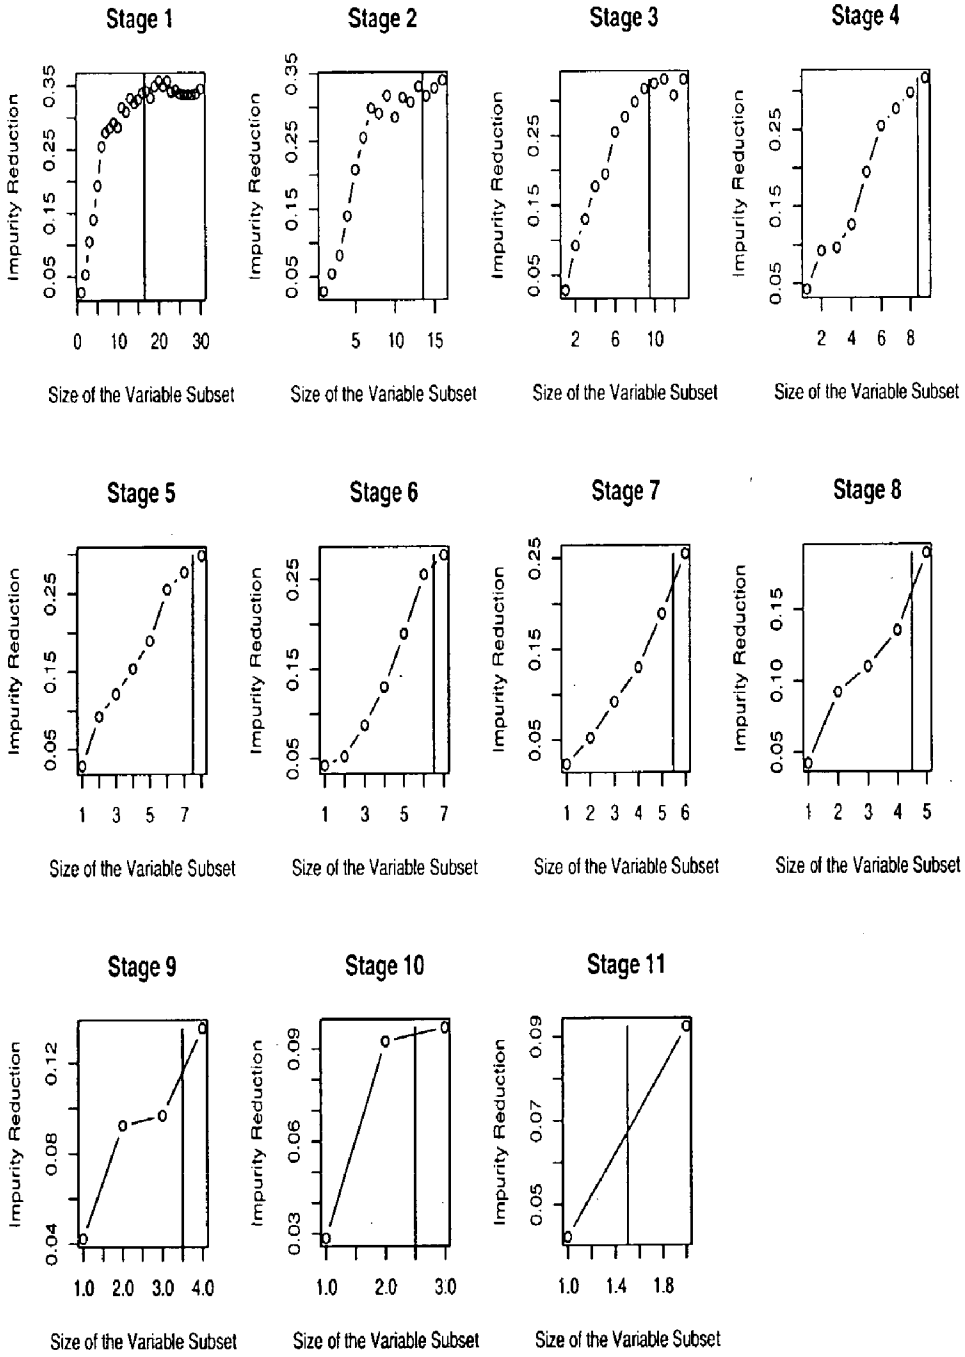 Stage 1
Impurity Reduction
0.05 0.15 0.25 0.35
0 10 20 30
Size of the Variable Subset
Stage 2
Impurity Reduction
0.05 0.15 0.25 0.35
5 10 15
Size of the Variable Subset
Stage 3
Impurity Reduction
0.05 0.15 0.25
2 6 10
Size of the Variable Subset
Stage 4
Impurity Reduction
0.05 0.15 0.25
2 4 6 8
Size of the Variable Subset
Stage 5
Impurity Reduction
0.05 0.15 0.25
1 3 5 7
Size of the Variable Subset
Stage 6
Impurity Reduction
0.05 0.15 0.25
1 3 5 7
Size of the Variable Subset
Stage 7
Impurity Reduction
0.05 0.15 0.25
1 2 3 4 5 6
Size of the Variable Subset
Stage 8
Impurity Reduction
0.05 0.10 0.15
1 2 3 4 5
Size of the Variable Subset
Stage 9
Impurity Reduction
0.04 0.08 0.12
1.0 2.0 3.0 4.0
Size of the Variable Subset
Stage 10
Impurity Reduction
0.03 0.06 0.09
1.0 2.0 3.0
Size of the Variable Subset
Stage 11
Impurity Reduction
0.05 0.07 0.09
1.0 1.4 1.8
Size of the Variable Subset